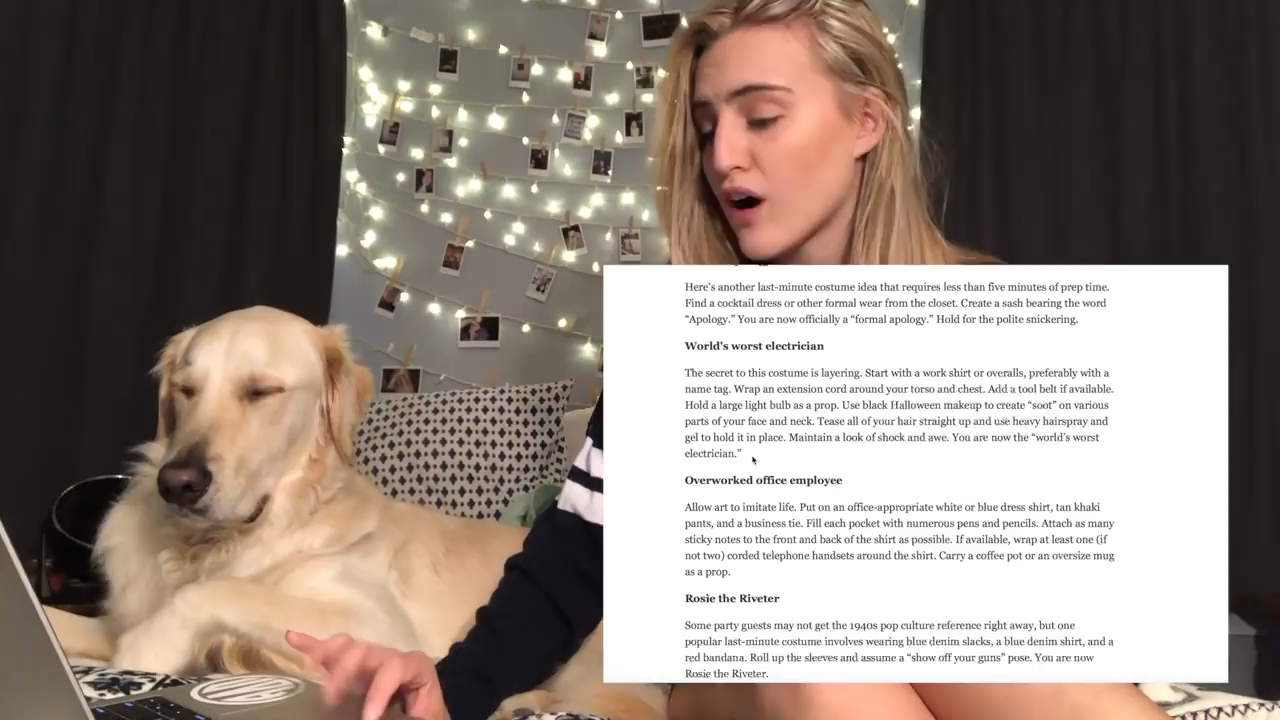 Here's another last-minute costume idea that requires less than five minutes of prep time.
Find a cocktail dress or other formal wear from the closet. Create a sash bearing the word
“Apology.” You are now officially a “formal apology.” Hold for the polite snickering.
World's worst electrician
The secret to this costume is layering. Start with a work shirt or overalls, preferably with a
name tag. Wrap an extension cord around your torso and chest. Add a tool belt if available.
Hold a large light bulb as a prop. Use black Halloween makeup to create “soot” on various
parts of your face and neck. Tease all of your hair straight up and use heavy hairspray and
gel to hold it in place. Maintain a look of shock and awe. You are now the “world's worst
electrician.”
Overworked office employee
Allow art to imitate life. Put on an office-appropriate white or blue dress shirt, tan khaki
pants, and a business tie. Fill each pocket with numerous pens and pencils. Attach as many
sticky notes to the front and back of the shirt as possible. If available, wrap at least one (if
not two) corded telephone handsets around the shirt. Carry a coffee pot or an oversize mug
as a prop.
Rosie the Riveter
Some party guests may not get the 1940s pop culture reference right away, but one
popular last-minute costume involves wearing blue denim slacks, a blue denim shirt, and a
red bandana. Roll up the sleeves and assume a “show off your guns” pose. You are now
Rosie the Riveter.